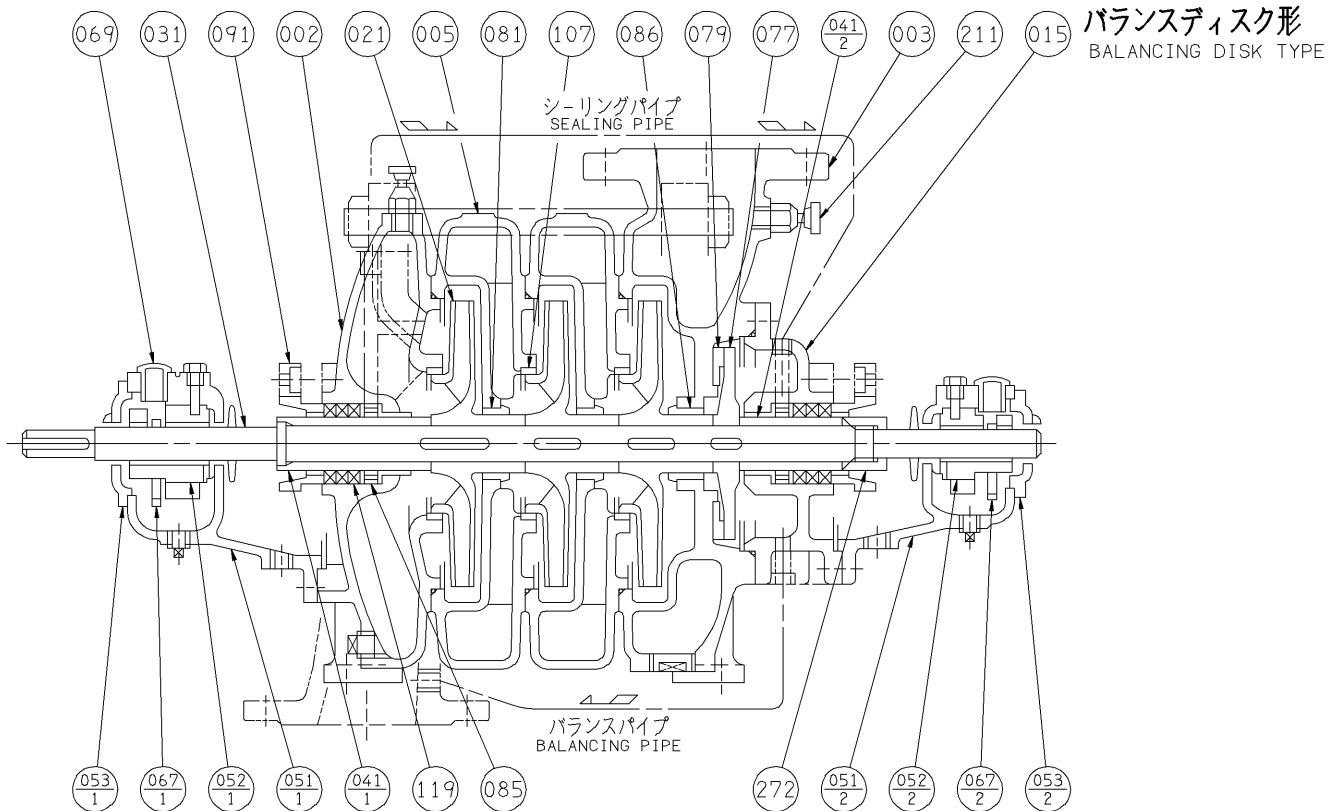 069 031 091 002 021 005 081 107 086 079 077 041/2 003 211 015
バランスディスク形
BALANCING DISK TYPE
シーリングパイプ
SEALING PIPE
バランスパイプ
BALANCING PIPE
053/1 067/1 052/1 051/1 041/1 119 085 272 051/2 052/2 067/2 053/2